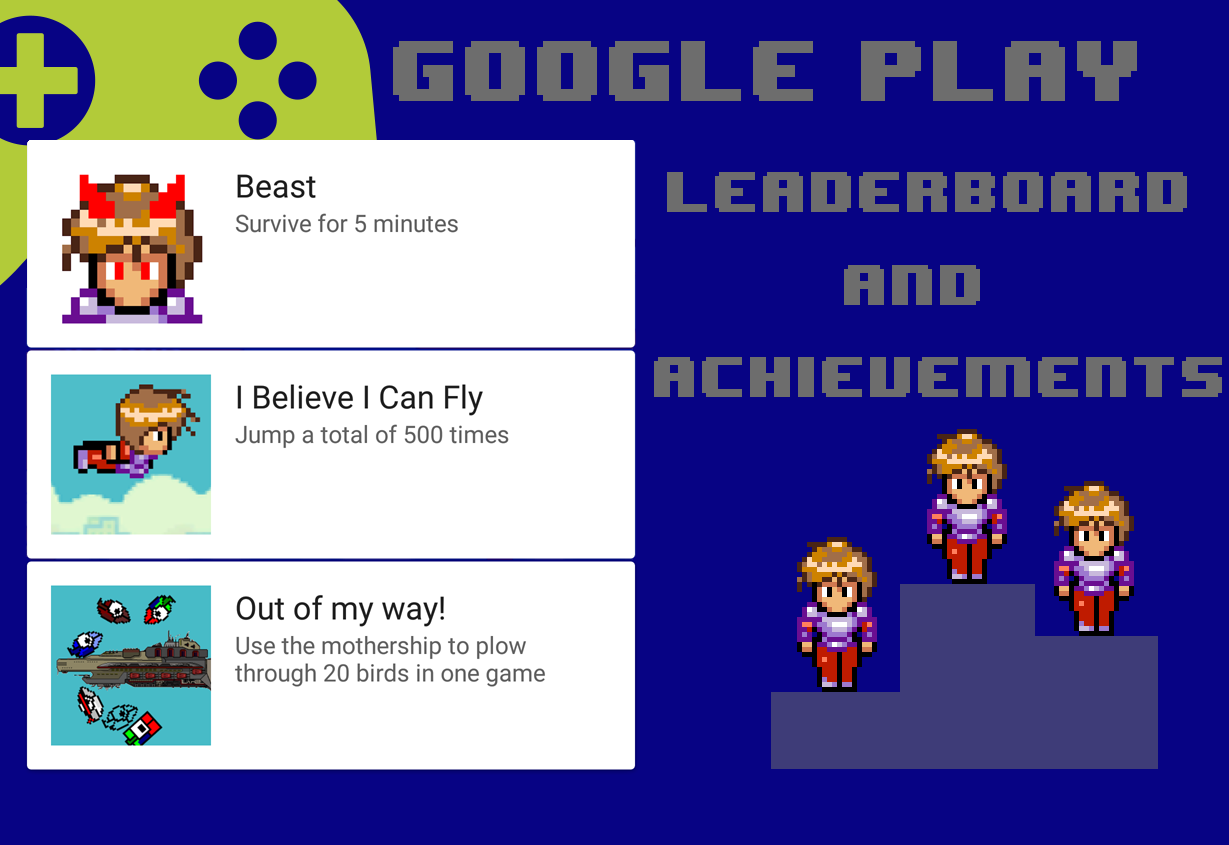 GOOGLE PLAY
LEADERBOARD
AND
ACHIEVEMENTS
Beast
Survive for 5 minutes
I Believe I Can Fly
Jump a total of 500 times
Out of my way!
Use the mothership to plow
through 20 birds in one game